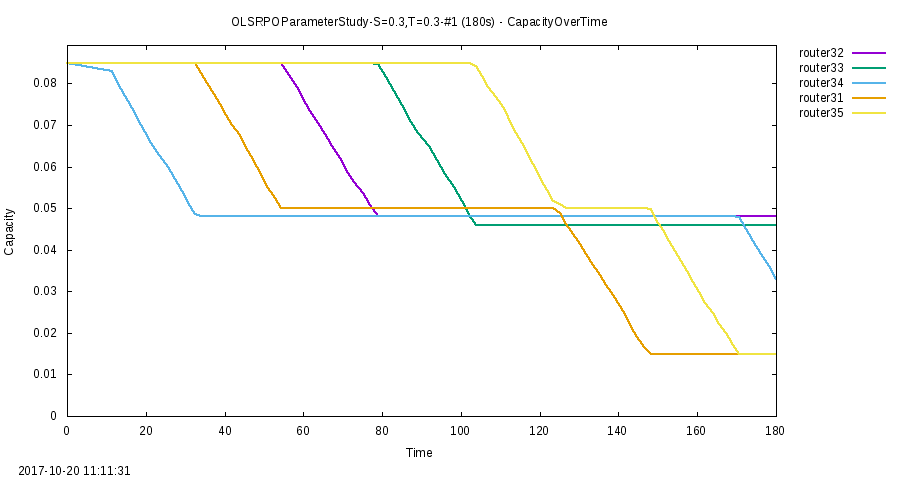 OLSRPOParameterStudy-S=0.3,T=0.3-#1 (180s) - CapacityOverTime
router32
router33
router34
router31
router35
0.08
0.07
0.06
0.05
0.04
0.03
0.02
0.01
0
Capacity
0 20 40 60 80 100 120 140 160 180
Time
2017-10-20 11:11:31